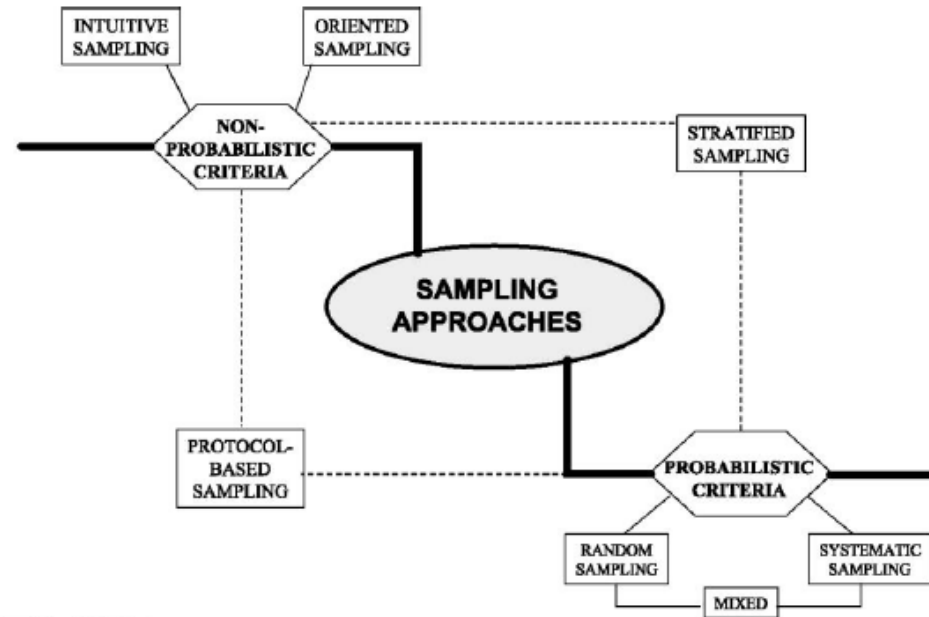 INTUITIVE
SAMPLING
ORIENTED
SAMPLING
NON-
PROBABILISTIC
CRITERIA
STRATIFIED
SAMPLING
SAMPLING
APPROACHES
PROTOCOL-
BASED
SAMPLING
PROBABILISTIC
CRITERIA
RANDOM
SAMPLING
SYSTEMATIC
SAMPLING
MIXED